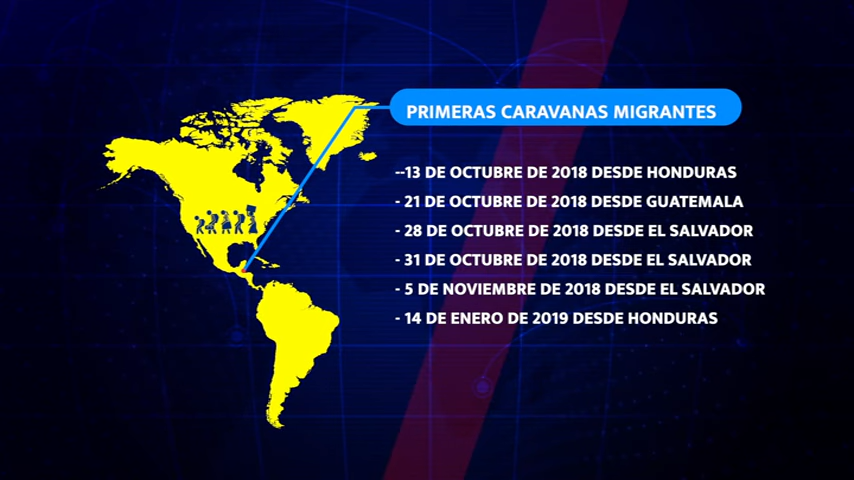 PRIMERAS CARAVANAS MIGRANTES
--13 DE OCTUBRE DE 2018 DESDE HONDURAS
- 21 DE OCTUBRE DE 2018 DESDE GUATEMALA
- 28 DE OCTUBRE DE 2018 DESDE EL SALVADOR
- 31 DE OCTUBRE DE 2018 DESDE EL SALVADOR
- 5 DE NOVIEMBRE DE 2018 DESDE EL SALVADOR
- 14 DE ENERO DE 2019 DESDE HONDURAS